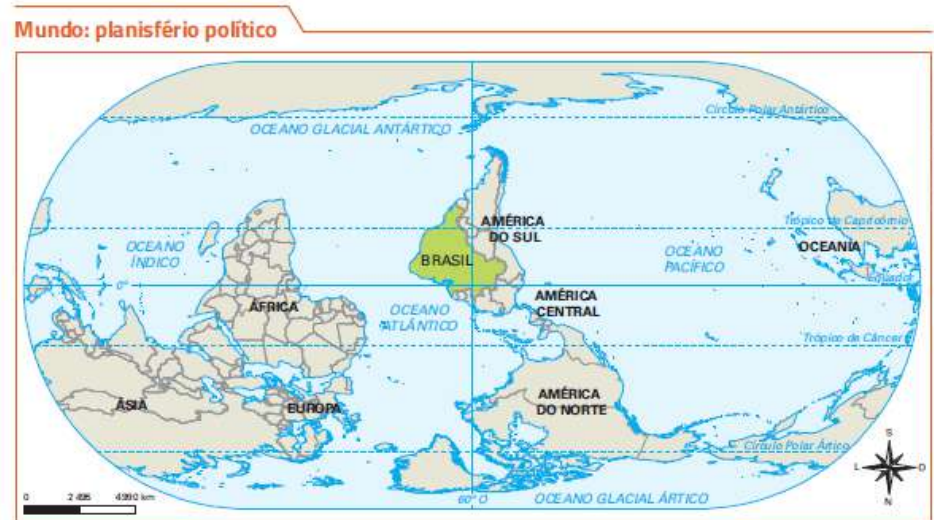 Mundo: planisfério político
Círculo Polar Antártico
OCEANO GLACIAL ANTÁRTICO
Trópico de Capricórnio
AMÉRICA
DO SUL
OCEANO
ÍNDICO
OCEANO
PACÍFICO
OCEANIA
BRASIL
0°
Equador
ÁFRICA
OCEANO
ATLÂNTICO
AMÉRICA
CENTRAL
Trópico de Câncer
ÁSIA
EUROPA
AMÉRICA
DO NORTE
Círculo Polar Ártico
S
L
O
N
0 2 495 4990 km
60° O
OCEANO GLACIAL ÁRTICO